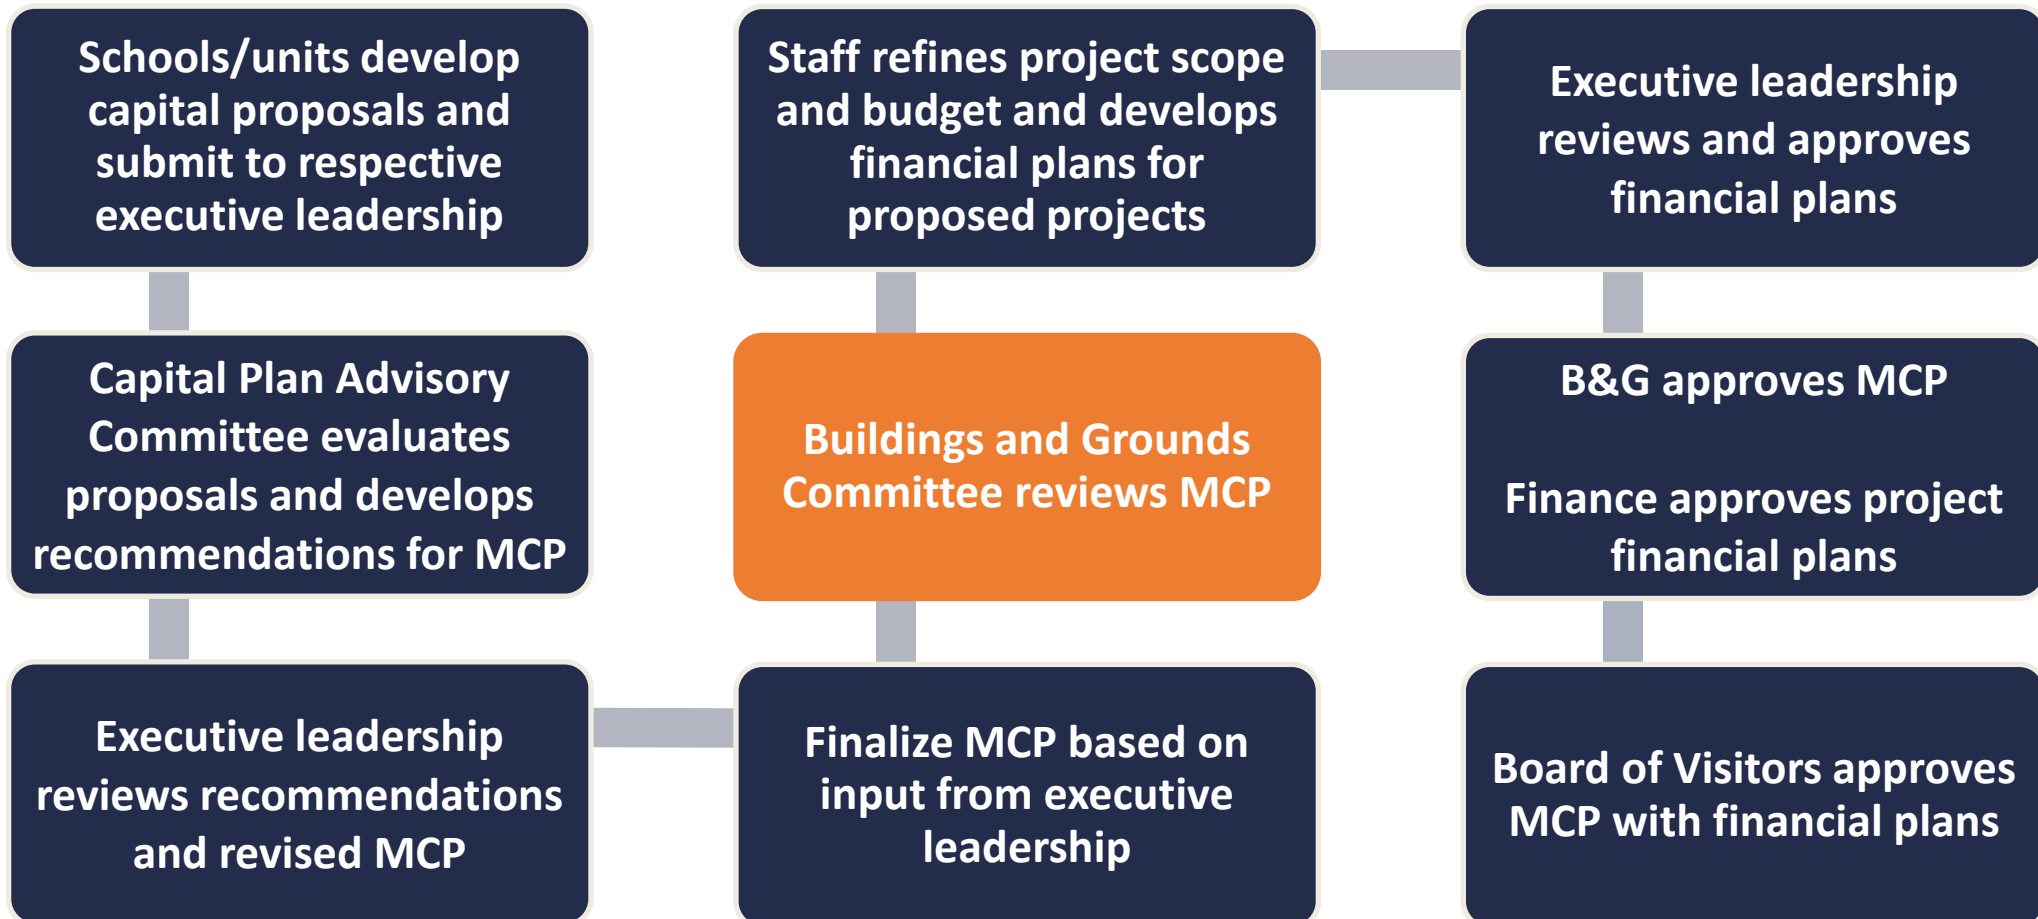 Schools/units develop
capital proposals and
submit to respective
executive leadership
Capital Plan Advisory
Committee evaluates
proposals and develops
recommendations for MCP
Executive leadership
reviews recommendations
and revised MCP
Finalize MCP based on
input from executive
leadership
Buildings and Grounds
Committee reviews MCP
Staff refines project scope
and budget and develops
financial plans for
proposed projects
Executive leadership
reviews and approves
financial plans
B&G approves MCP
Finance approves project
financial plans
Board of Visitors approves
MCP with financial plans